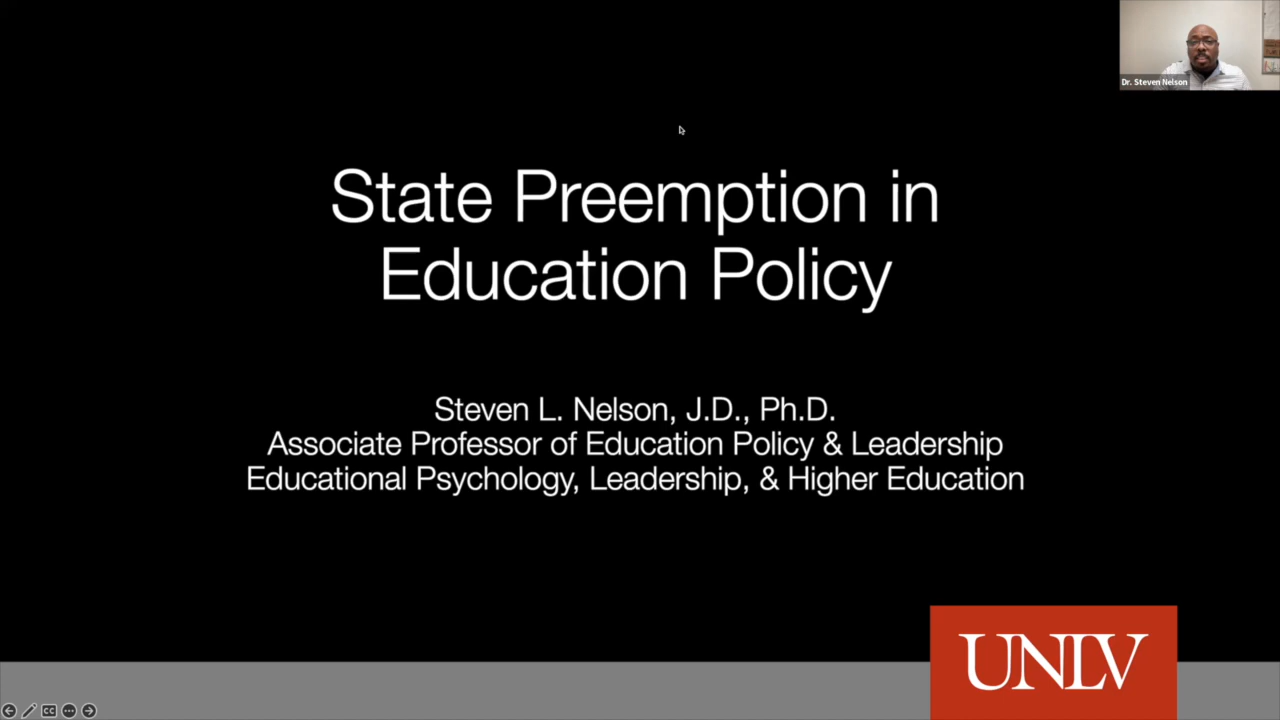 Dr. Steven Nelson
State Preemption in
Education Policy
Steven L. Nelson, J.D., Ph.D.
Associate Professor of Education Policy & Leadership
Educational Psychology, Leadership, & Higher Education
UNLV
CC